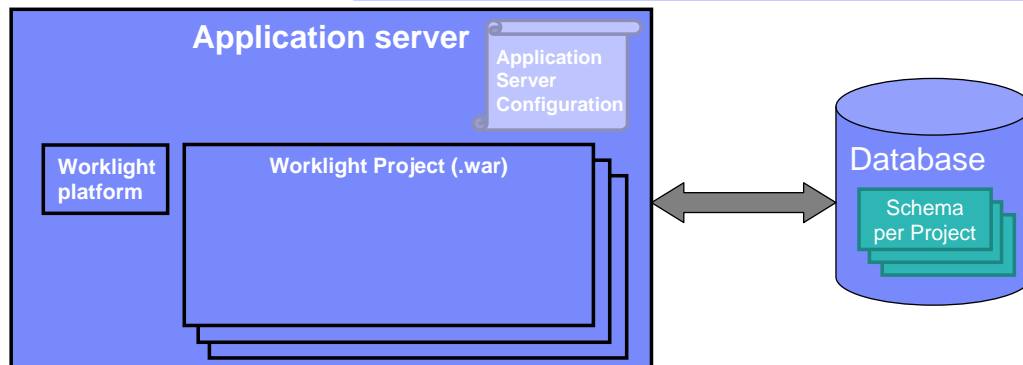 Application server
Application
Server
Configuration
Worklight
platform
Worklight Project (.war)
Database
Schema
per Project